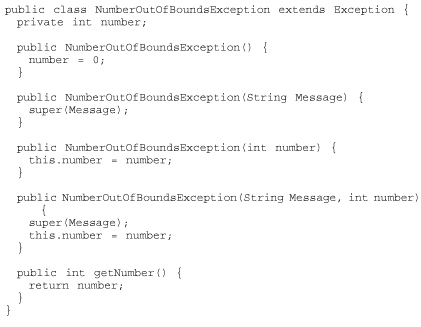 public class NumberOutOfBoundsException extends Exception {
  private int number;

  public NumberOutOfBoundsException() {
    number = 0;
  }

  public NumberOutOfBoundsException(String Message) {
    super(Message);
  }

  public NumberOutOfBoundsException(int number) {
    this.number = number;
  }

  public NumberOutOfBoundsException(String Message, int number)
      {
    super(Message);
    this.number = number;
  }

  public int getNumber() {
    return number;
  }
}